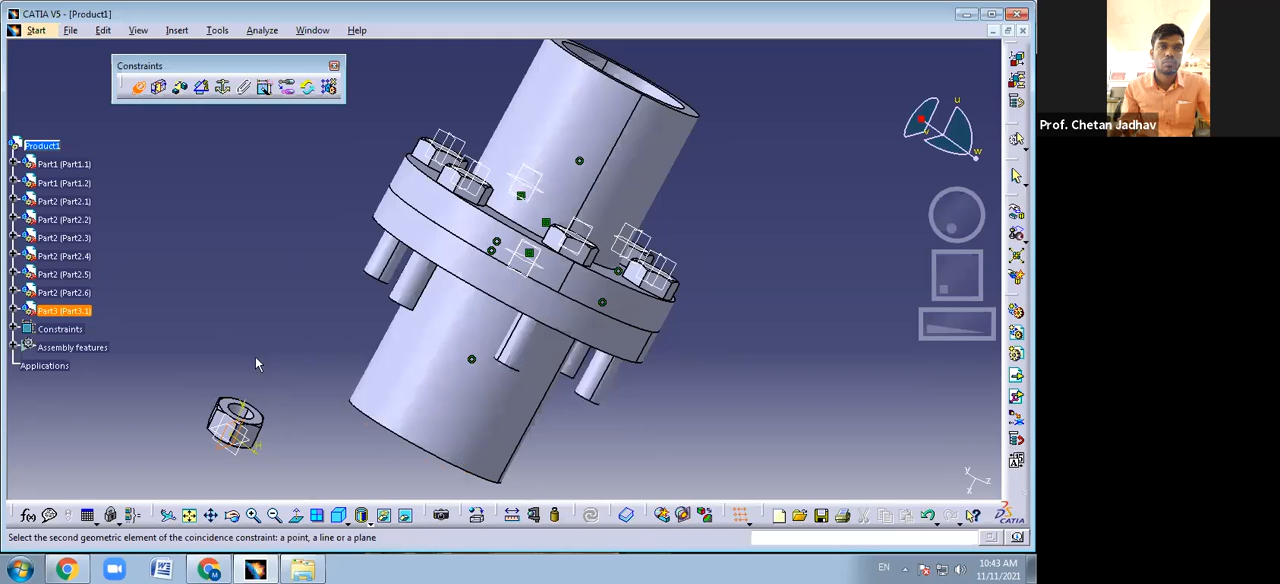 CATIA V5 - [Product1]
Start File Edit View Insert Tools Analyze Window Help
Constraints
Product1
Part1 (Part1.1)
Part1 (Part1.2)
Part2 (Part2.1)
Part2 (Part2.2)
Part2 (Part2.3)
Part2 (Part2.4)
Part2 (Part2.5)
Part2 (Part2.6)
Part3 (Part3.1)
Constraints
Assembly features
Applications
u
v
w
y
z
x
Prof. Chetan Jadhav
f(x)
CATIA
Select the second geometric element of the coincidence constraint: a point, a line or a plane
EN
10:43 AM
11/11/2021